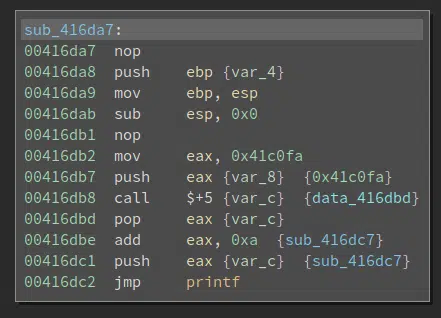 sub_416da7:
00416da7 nop
00416da8 push ebp {var_4}
00416da9 mov ebp, esp
00416dab sub esp, 0x0
00416db1 nop
00416db2 mov eax, 0x41c0fa
00416db7 push eax {var_8} {0x41c0fa}
00416db8 call $+5 {var_c} {data_416dbd}
00416dbd pop eax {var_c}
00416dbe add eax, 0xa {sub_416dc7}
00416dc1 push eax {var_c} {sub_416dc7}
00416dc2 jmp printf